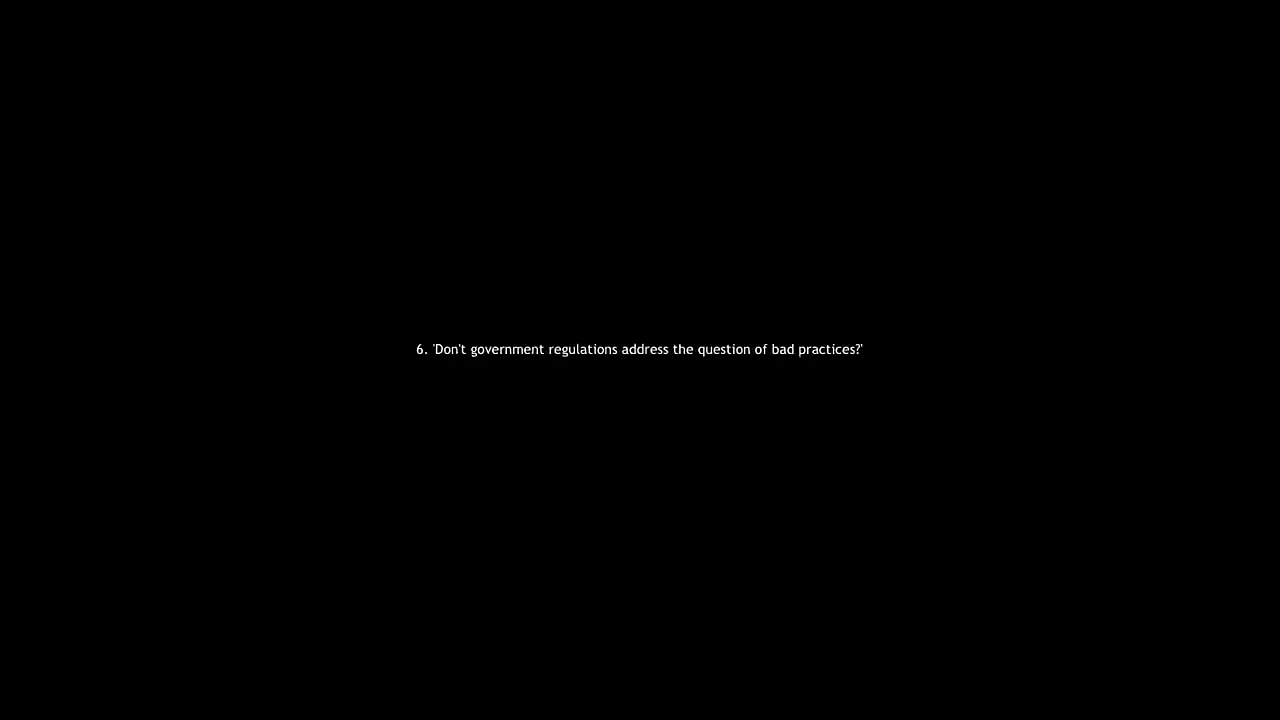 6. 'Don't government regulations address the question of bad practices?'